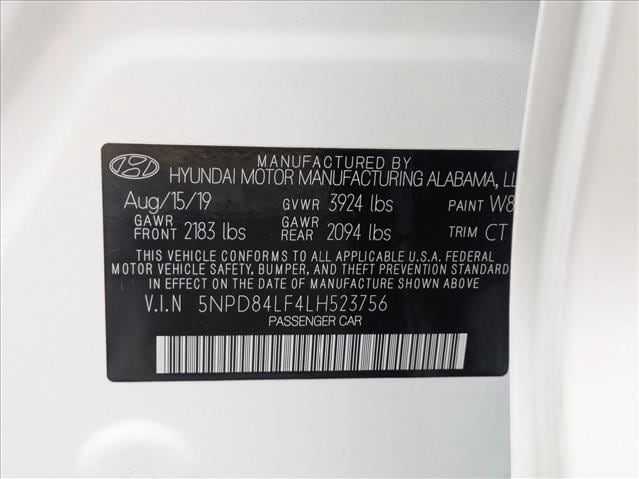 MANUFACTURED BY
HYUNDAI MOTOR MANUFACTURING ALABAMA,
Aug/15/19 GVWR 3924 lbs PAINT W8
GAWR FRONT 2183 lbs GAWR REAR 2094 lbs TRIM CT
THIS VEHICLE CONFORMS TO ALL APPLICABLE U.S.A. FEDERAL
MOTOR VEHICLE SAFETY, BUMPER, AND THEFT PREVENTION STANDARD
IN EFFECT ON THE DATE OF MANUFACTURE SHOWN ABOVE.
V.I.N 5NPD84LF4LH523756
PASSENGER CAR